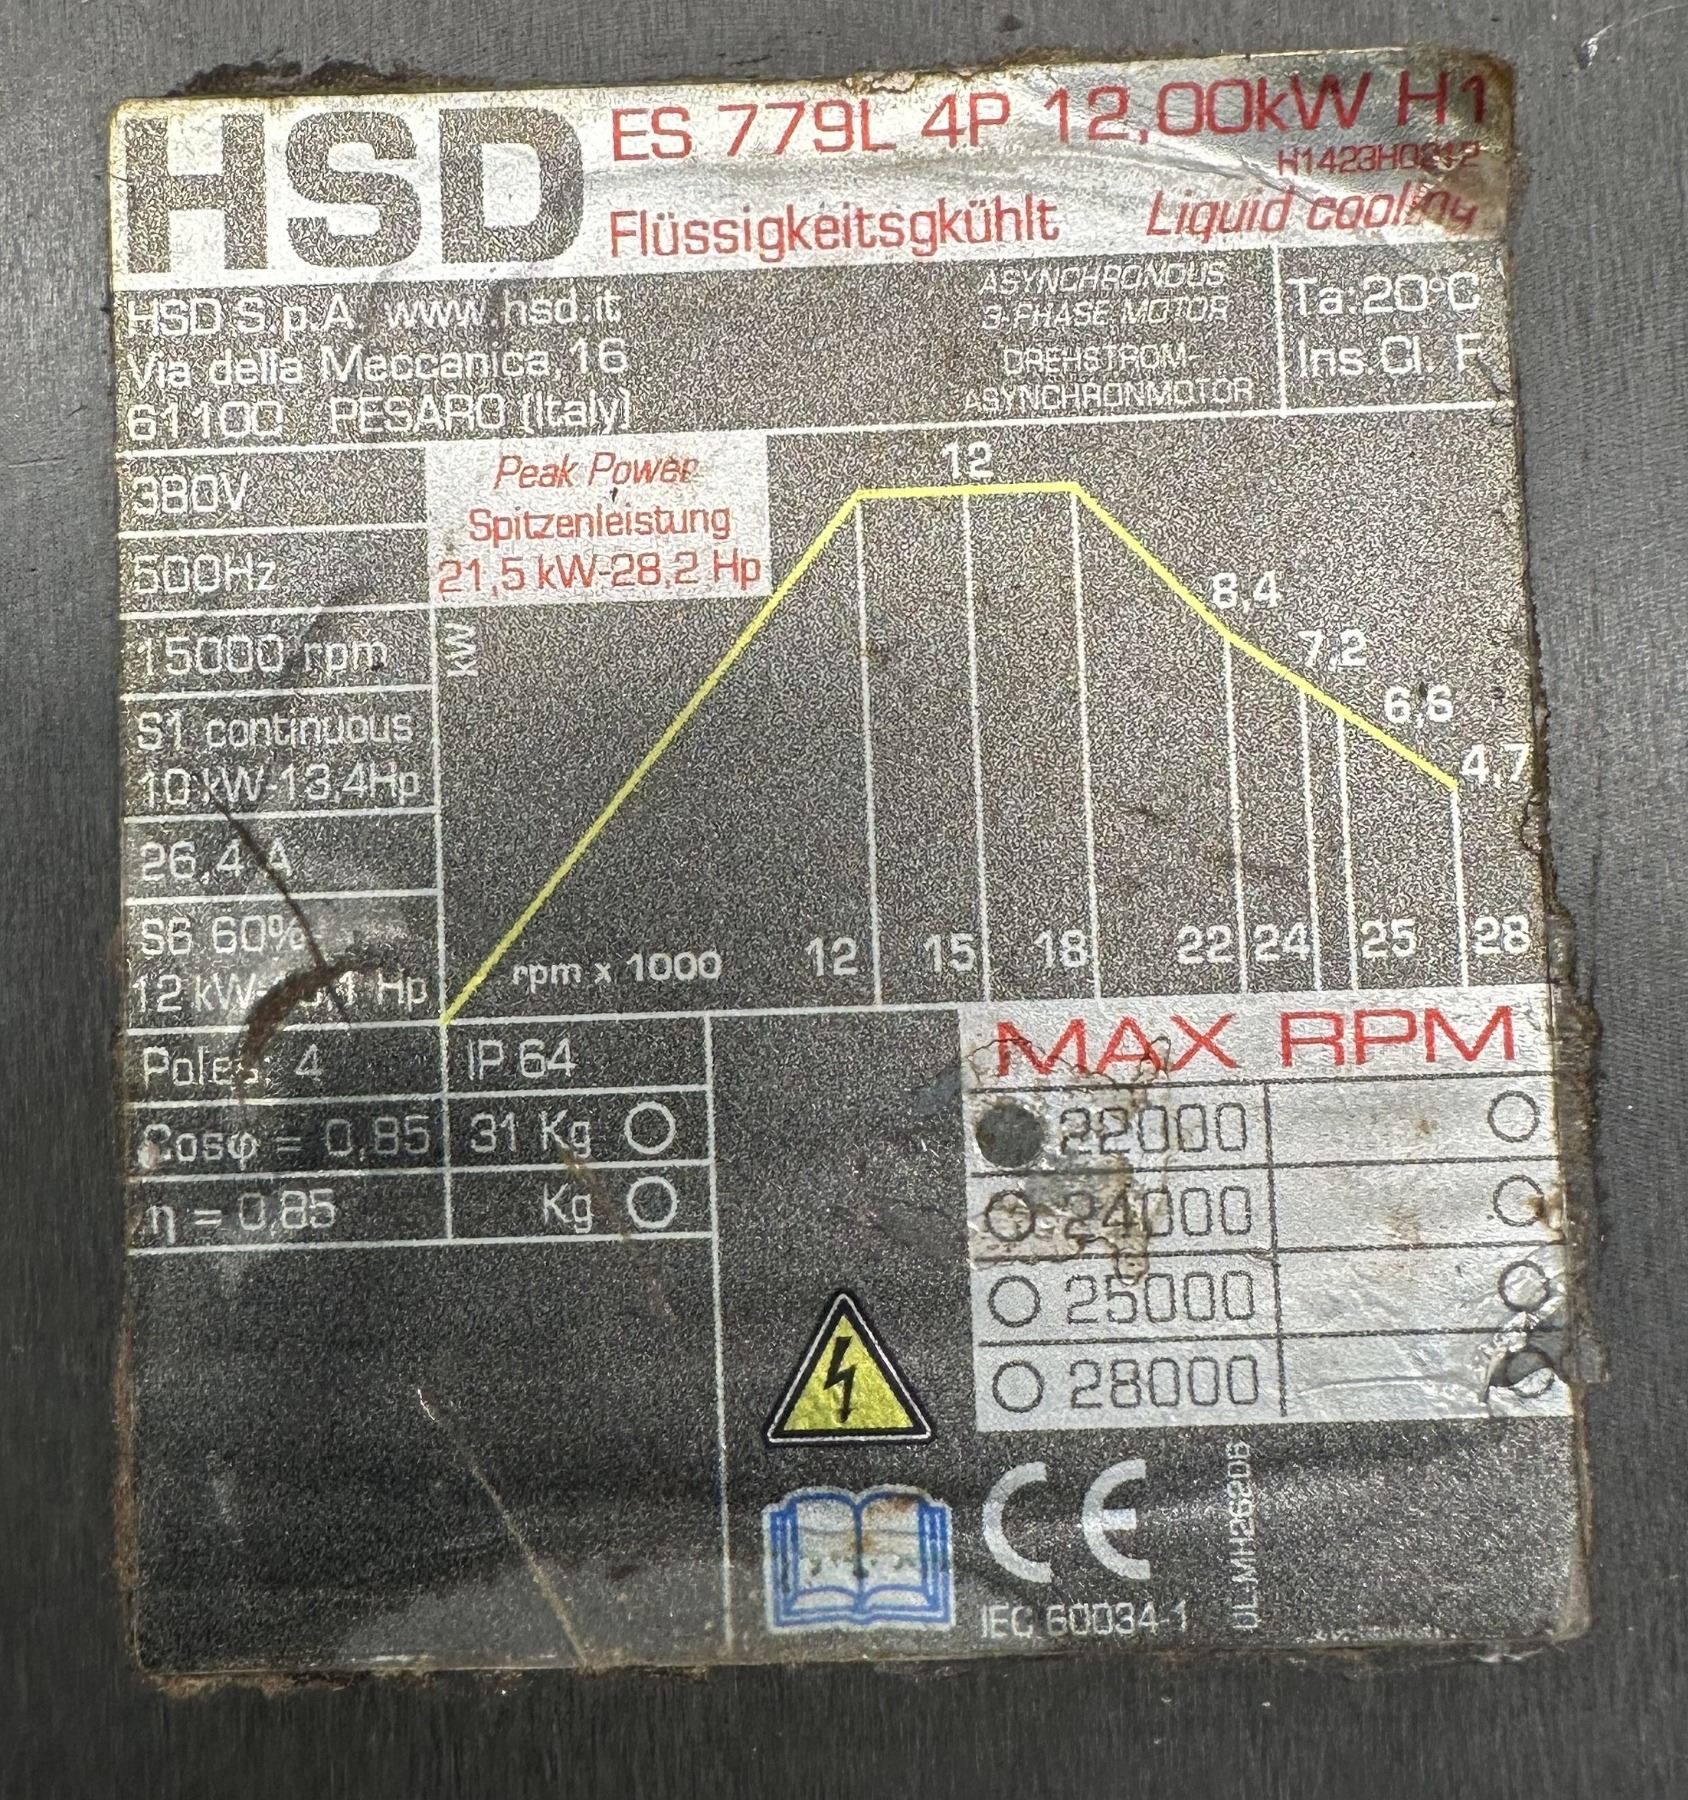 HSD
ES 779L 4P 12,00kW H1
H1423H0212
Flüssigkeitsgkühlt
Liquid cooling
HSD S.p.A. www.hsd.it
Via della Meccanica, 16
61100 PESARO (Italy)
ASYNCHRONOUS
3-PHASE MOTOR
DREHSTROM-
ASYNCHRONMOTOR
Ta:20°C
Ins.Cl. F
380V
500Hz
15000 rpm
S1 continuous
10 kW-13,4Hp
26,4 A
S6 60%
12 kW- Hp
Peak Power
Spitzenleistung
21,5 kW-28,2 Hp
kW
12
8,4
7,2
6,6
4,7
rpm x 1000
12 15 18 22 24 25 28
Poles: 4
IP 64
Cosφ = 0,85
31 Kg
η = 0,85
Kg
MAX RPM
22000
24000
25000
28000
CE
IEC 60034-1